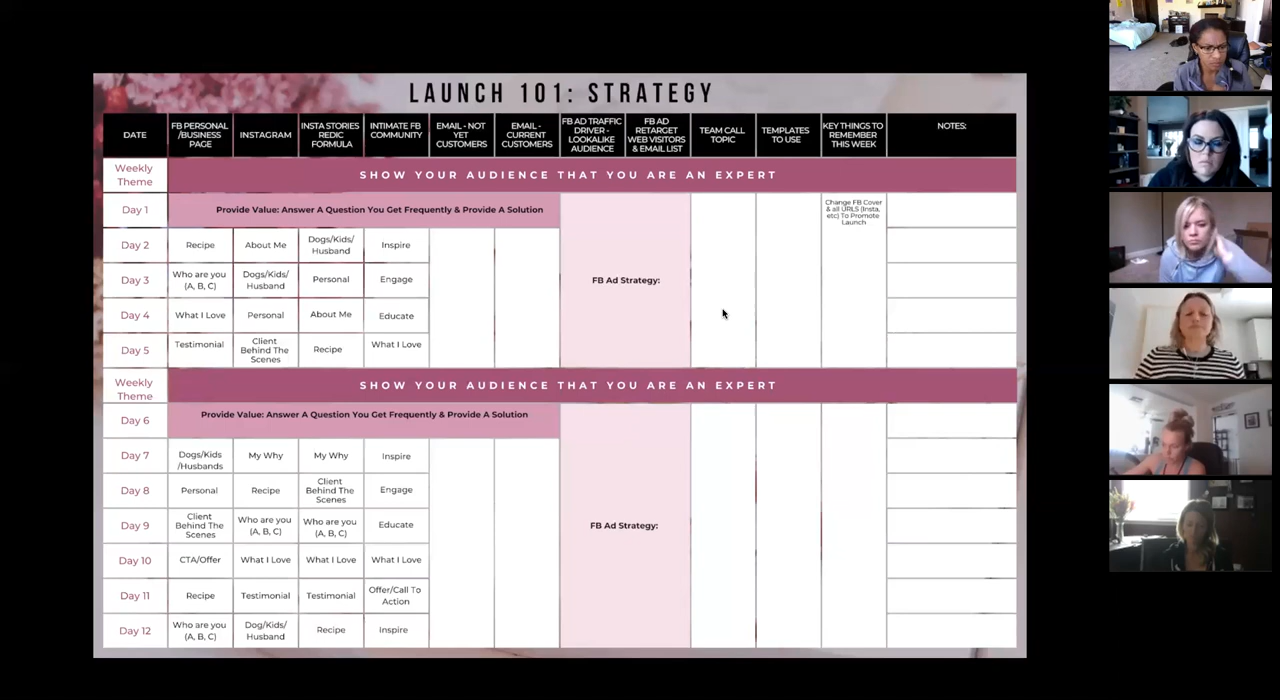 LAUNCH 101: STRATEGY
DATE
FB PERSONAL
/BUSINESS
PAGE
INSTAGRAM
INSTA STORIES
REDIC
FORMULA
INTIMATE FB
COMMUNITY
EMAIL - NOT
YET
CUSTOMERS
EMAIL -
CURRENT
CUSTOMERS
FB AD TRAFFIC
DRIVER -
LOOKALIKE
AUDIENCE
FB AD
RETARGET
WEB VISITORS
& EMAIL LIST
TEAM CALL
TOPIC
TEMPLATES
TO USE
KEY THINGS TO
REMEMBER
THIS WEEK
NOTES:
Weekly
Theme
SHOW YOUR AUDIENCE THAT YOU ARE AN EXPERT
Day 1
Provide Value: Answer A Question You Get Frequently & Provide A Solution
Change FB Cover
& all URLS (Insta,
etc) To Promote
Launch
Day 2
Recipe
About Me
Dogs/Kids/
Husband
Inspire
Day 3
Who are you
(A, B, C)
Dogs/Kids/
Husband
Personal
Engage
FB Ad Strategy:
Day 4
What I Love
Personal
About Me
Educate
Day 5
Testimonial
Client
Behind The
Scenes
Recipe
What I Love
Weekly
Theme
SHOW YOUR AUDIENCE THAT YOU ARE AN EXPERT
Day 6
Provide Value: Answer A Question You Get Frequently & Provide A Solution
Day 7
Dogs/Kids
/Husbands
My Why
My Why
Inspire
Day 8
Personal
Recipe
Client
Behind The
Scenes
Engage
Day 9
Client
Behind The
Scenes
Who are you
(A, B, C)
Who are you
(A, B, C)
Educate
FB Ad Strategy:
Day 10
CTA/Offer
What I Love
What I Love
What I Love
Day 11
Recipe
Testimonial
Testimonial
Offer/Call To
Action
Day 12
Who are you
(A, B, C)
Dog/Kids/
Husband
Recipe
Inspire